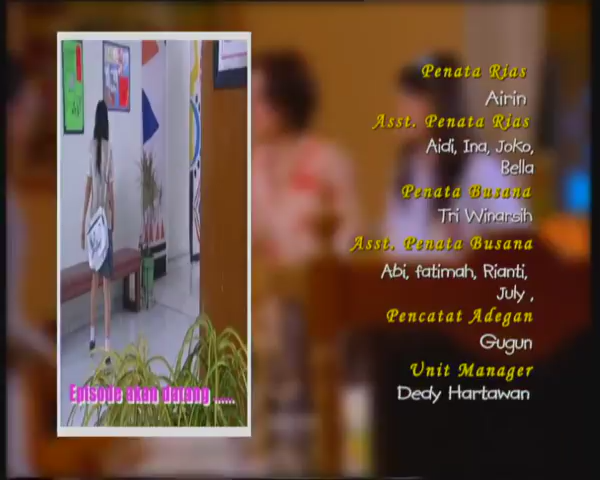 Penata Rias
Airin
Asst. Penata Rias
Aidi, Ina, Joko,
Bella
Penata Busana
Tri Winarsih
Asst. Penata Busana
Abi, fatimah, Rianti,
July ,
Pencatat Adegan
Gugun
Unit Manager
Dedy Hartawan
Episode akan datang .....